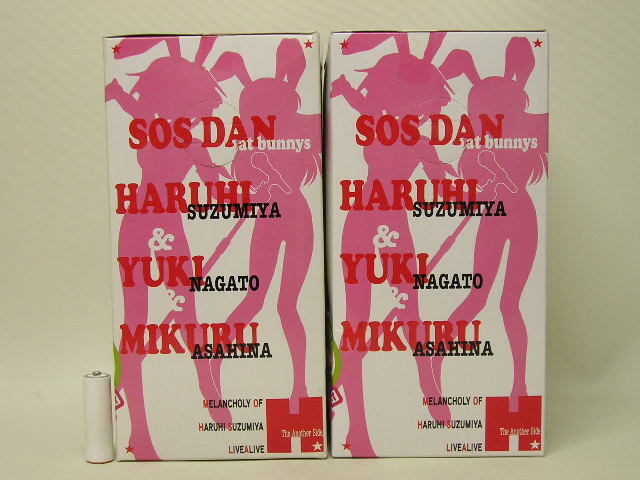 SOS DAN
at bunnys
HARUHI
SUZUMIYA
&
YUKI
NAGATO
&
MIKURU
ASAHINA
MELANCHOLY OF
HARUHI SUZUMIYA
LIVEALIVE
The Another Side
SOS DAN
at bunnys
HARUHI
SUZUMIYA
&
YUKI
NAGATO
&
MIKURU
ASAHINA
MELANCHOLY OF
HARUHI SUZUMIYA
LIVEALIVE
The Another Side